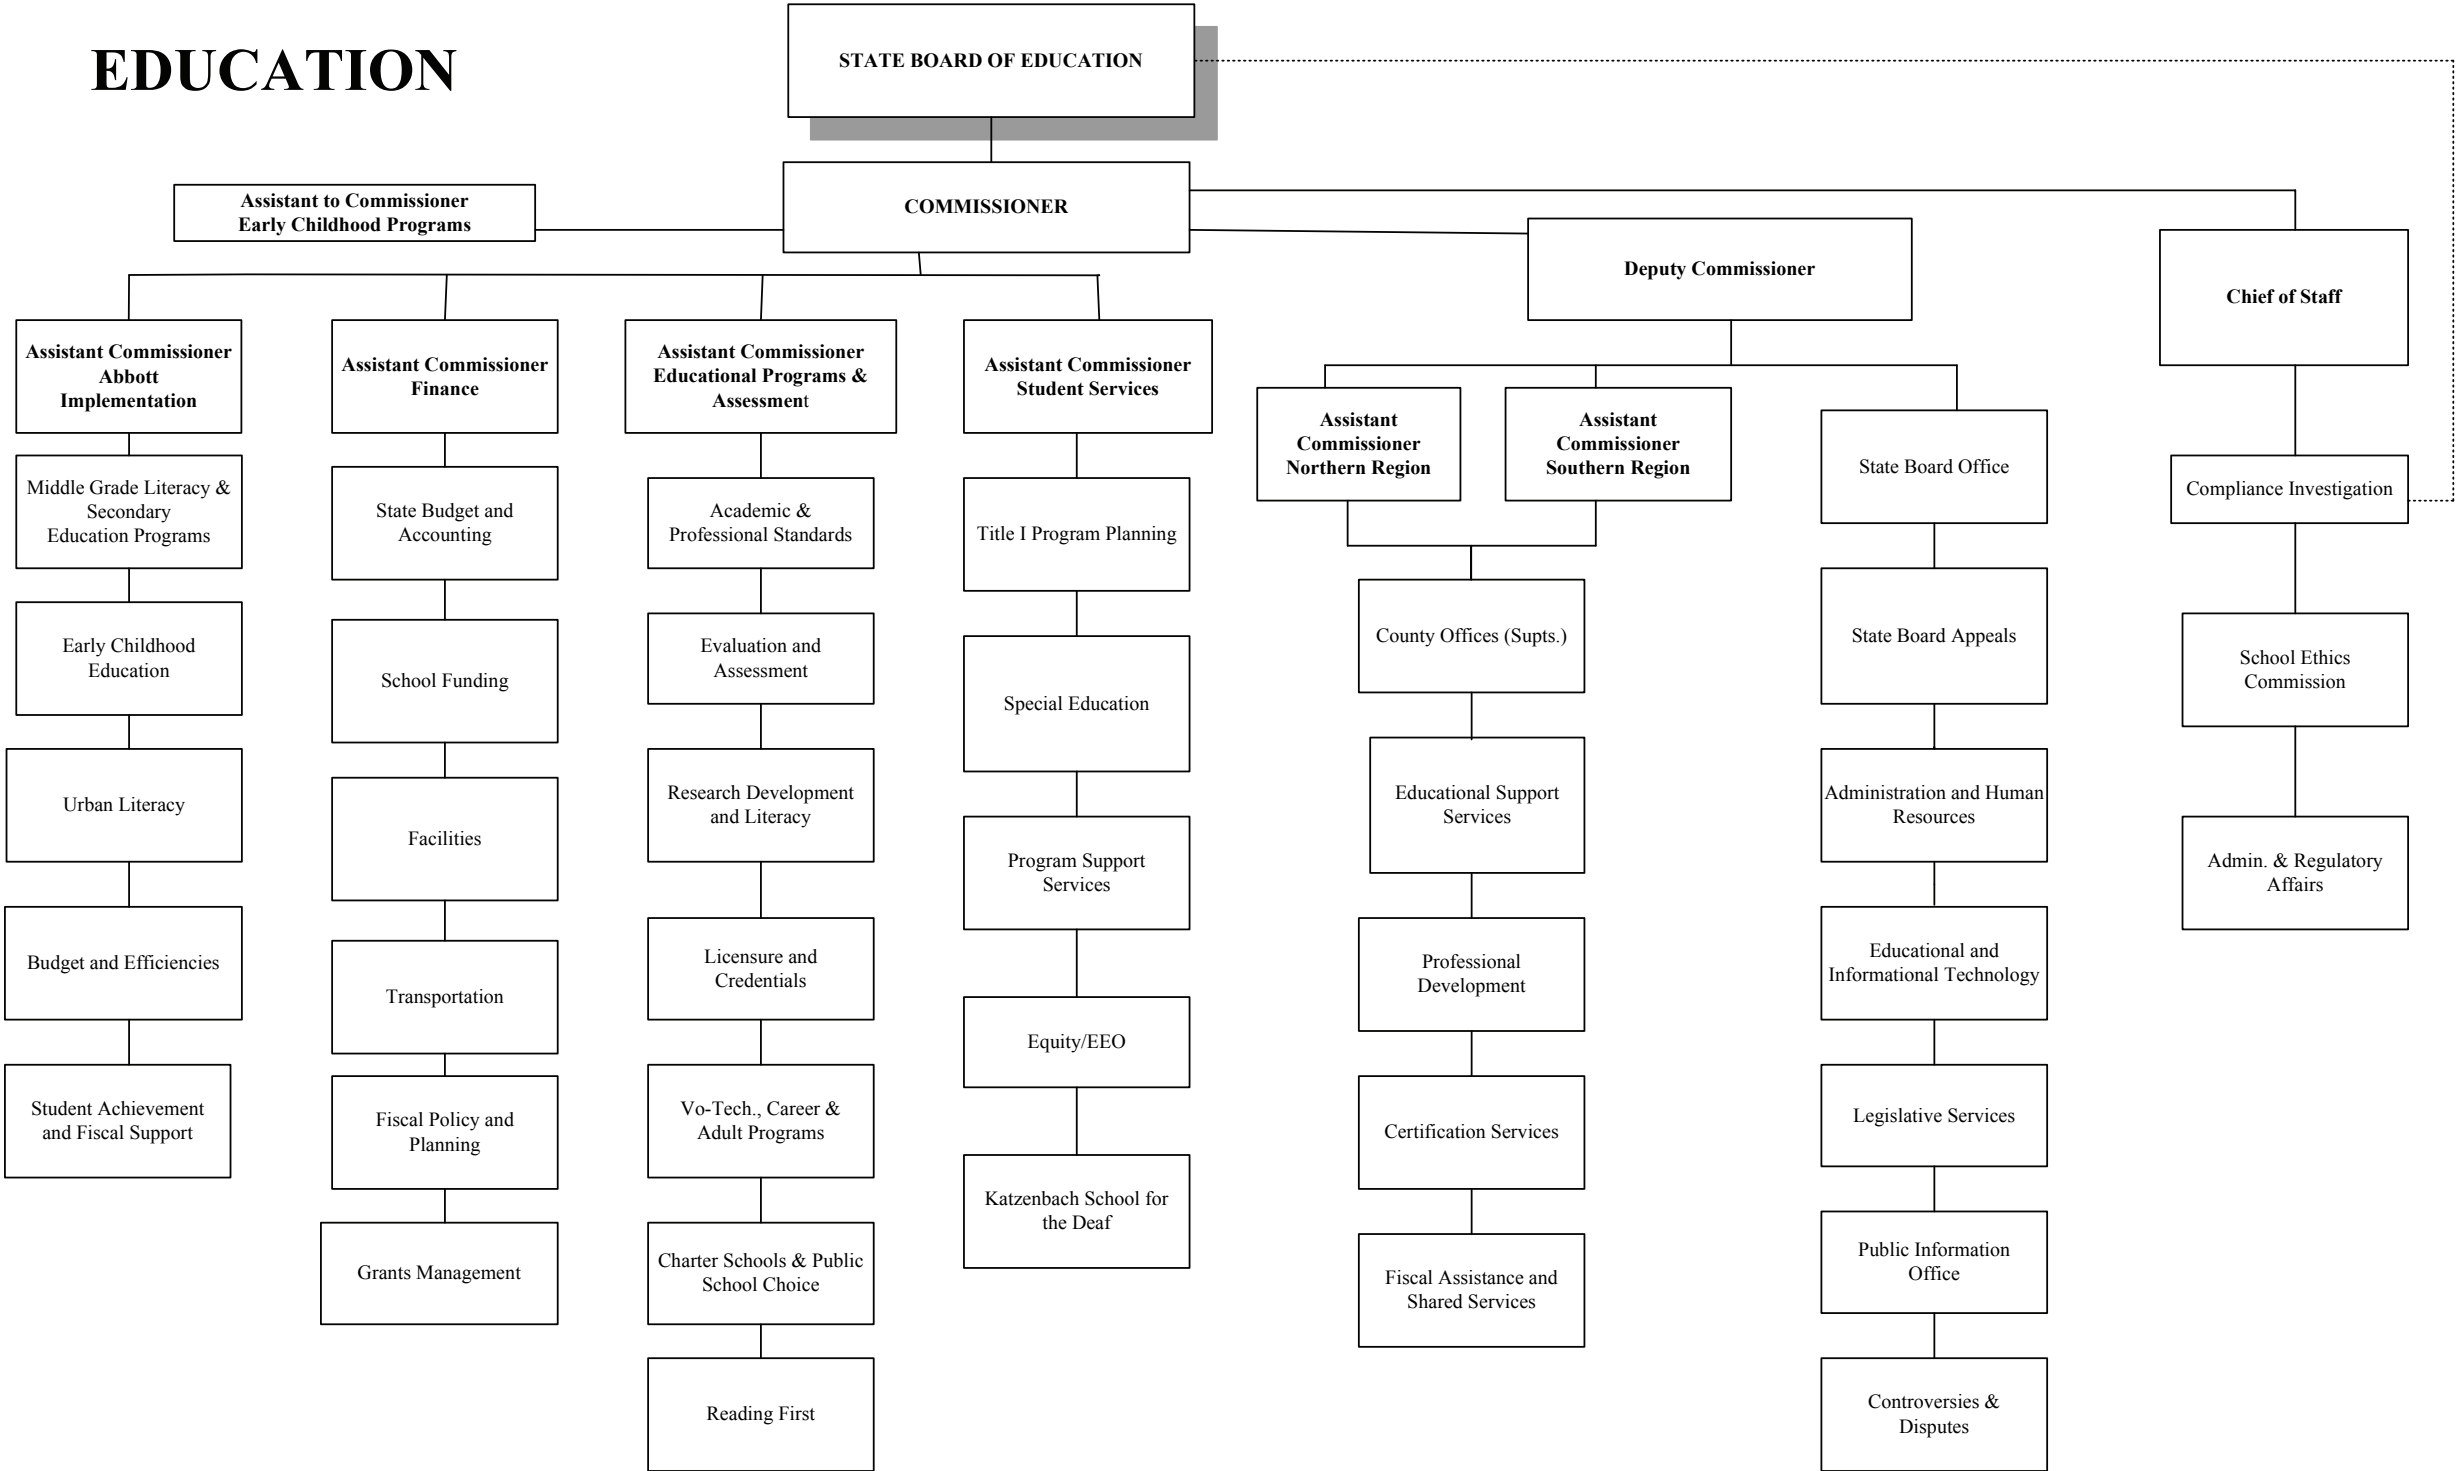 EDUCATION
STATE BOARD OF EDUCATION
Assistant to Commissioner
Early Childhood Programs
COMMISSIONER
Deputy Commissioner
Chief of Staff
Assistant Commissioner
Abbott
Implementation
Middle Grade Literacy &
Secondary
Education Programs
Early Childhood
Education
Urban Literacy
Budget and Efficiencies
Student Achievement
and Fiscal Support
Assistant Commissioner
Finance
State Budget and
Accounting
School Funding
Facilities
Transportation
Fiscal Policy and
Planning
Grants Management
Assistant Commissioner
Educational Programs &
Assessment
Academic &
Professional Standards
Evaluation and
Assessment
Research Development
and Literacy
Licensure and
Credentials
Vo-Tech., Career &
Adult Programs
Charter Schools & Public
School Choice
Reading First
Assistant Commissioner
Student Services
Title I Program Planning
Special Education
Program Support
Services
Equity/EEO
Katzenbach School for
the Deaf
Assistant
Commissioner
Northern Region
Assistant
Commissioner
Southern Region
County Offices (Supts.)
Educational Support
Services
Professional
Development
Certification Services
Fiscal Assistance and
Shared Services
State Board Office
State Board Appeals
Administration and Human
Resources
Educational and
Informational Technology
Legislative Services
Public Information
Office
Controversies &
Disputes
Compliance Investigation
School Ethics
Commission
Admin. & Regulatory
Affairs